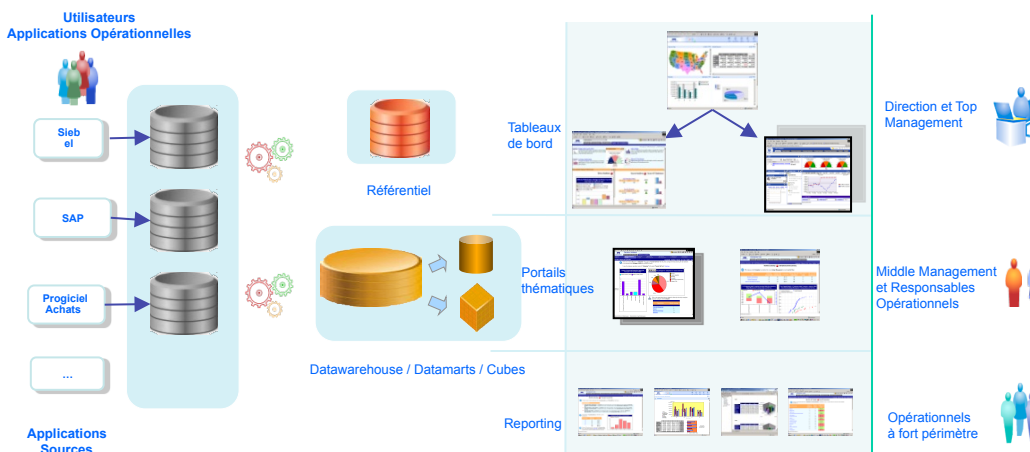 Utilisateurs
Applications Opérationnelles
Sieb
el
SAP
Progiciel
Achats
...
Applications
Sources
Référentiel
Datawarehouse / Datamarts / Cubes
Tableaux
de bord
Portails
thématiques
Reporting
Direction et Top
Management
Middle Management
et Responsables
Opérationnels
Opérationnels
à fort périmètre